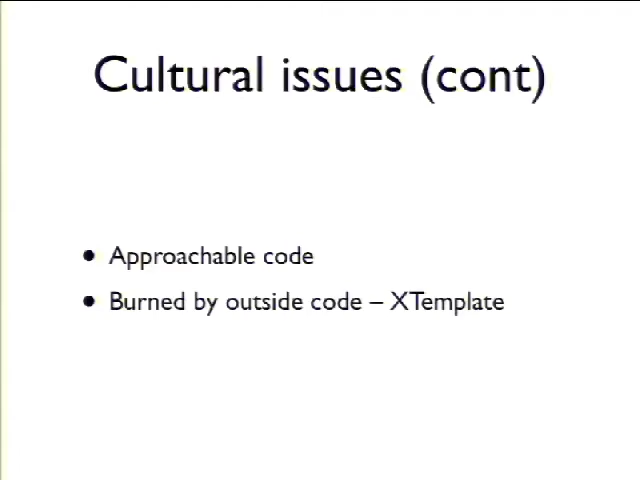 Cultural issues (cont)
• Approachable code
• Burned by outside code – XTemplate